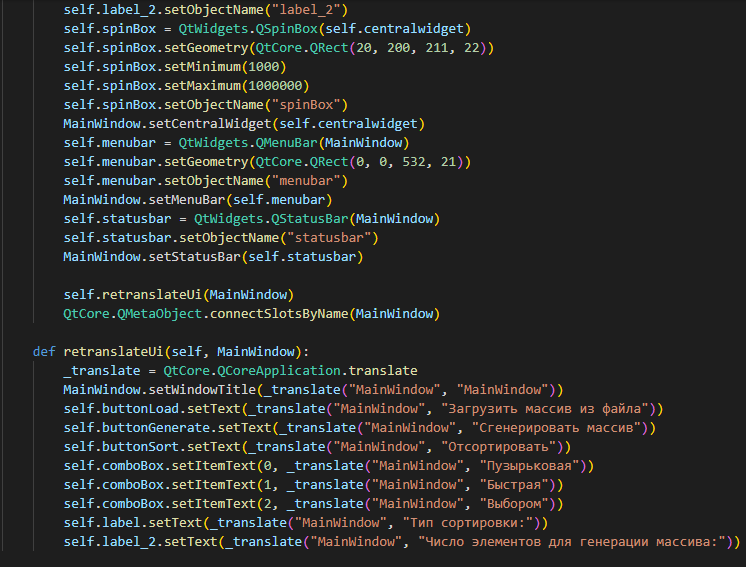 self.label_2.setObjectName("label_2")
self.spinBox = QtWidgets.QSpinBox(self.centralwidget)
self.spinBox.setGeometry(QtCore.QRect(20, 200, 211, 22))
self.spinBox.setMinimum(1000)
self.spinBox.setMaximum(1000000)
self.spinBox.setObjectName("spinBox")
MainWindow.setCentralWidget(self.centralwidget)
self.menubar = QtWidgets.QMenuBar(MainWindow)
self.menubar.setGeometry(QtCore.QRect(0, 0, 532, 21))
self.menubar.setObjectName("menubar")
MainWindow.setMenuBar(self.menubar)
self.statusbar = QtWidgets.QStatusBar(MainWindow)
self.statusbar.setObjectName("statusbar")
MainWindow.setStatusBar(self.statusbar)
self.retranslateUi(MainWindow)
QtCore.QMetaObject.connectSlotsByName(MainWindow)
def retranslateUi(self, MainWindow):
_translate = QtCore.QCoreApplication.translate
MainWindow.setWindowTitle(_translate("MainWindow", "MainWindow"))
self.buttonLoad.setText(_translate("MainWindow", "Загрузить массив из файла"))
self.buttonGenerate.setText(_translate("MainWindow", "Сгенерировать массив"))
self.buttonSort.setText(_translate("MainWindow", "Отсортировать"))
self.comboBox.setItemText(0, _translate("MainWindow", "Пузырьковая"))
self.comboBox.setItemText(1, _translate("MainWindow", "Быстрая"))
self.comboBox.setItemText(2, _translate("MainWindow", "Выбором"))
self.label.setText(_translate("MainWindow", "Тип сортировки:"))
self.label_2.setText(_translate("MainWindow", "Число элементов для генерации массива:"))